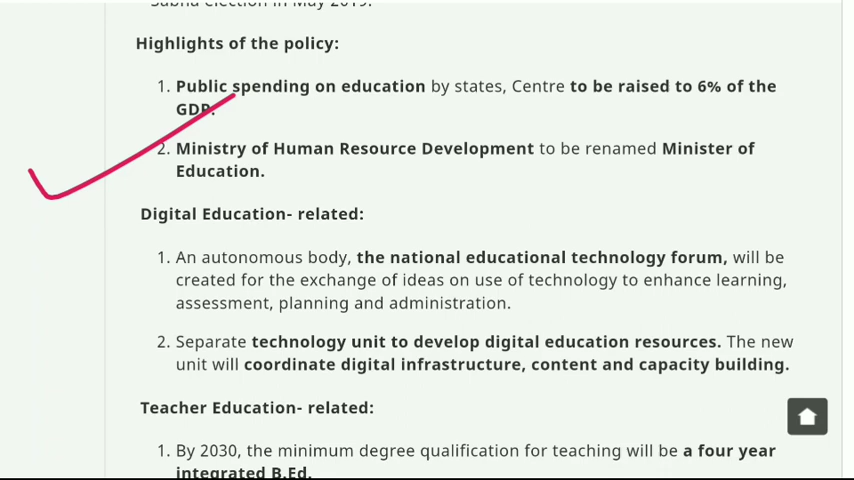 Sabha election in May 2019.
Highlights of the policy:
1. Public spending on education by states, Centre to be raised to 6% of the
GDP.
2. Ministry of Human Resource Development to be renamed Minister of
Education.
Digital Education- related:
1. An autonomous body, the national educational technology forum, will be
created for the exchange of ideas on use of technology to enhance learning,
assessment, planning and administration.
2. Separate technology unit to develop digital education resources. The new
unit will coordinate digital infrastructure, content and capacity building.
Teacher Education- related:
1. By 2030, the minimum degree qualification for teaching will be a four year
integrated B.Ed.